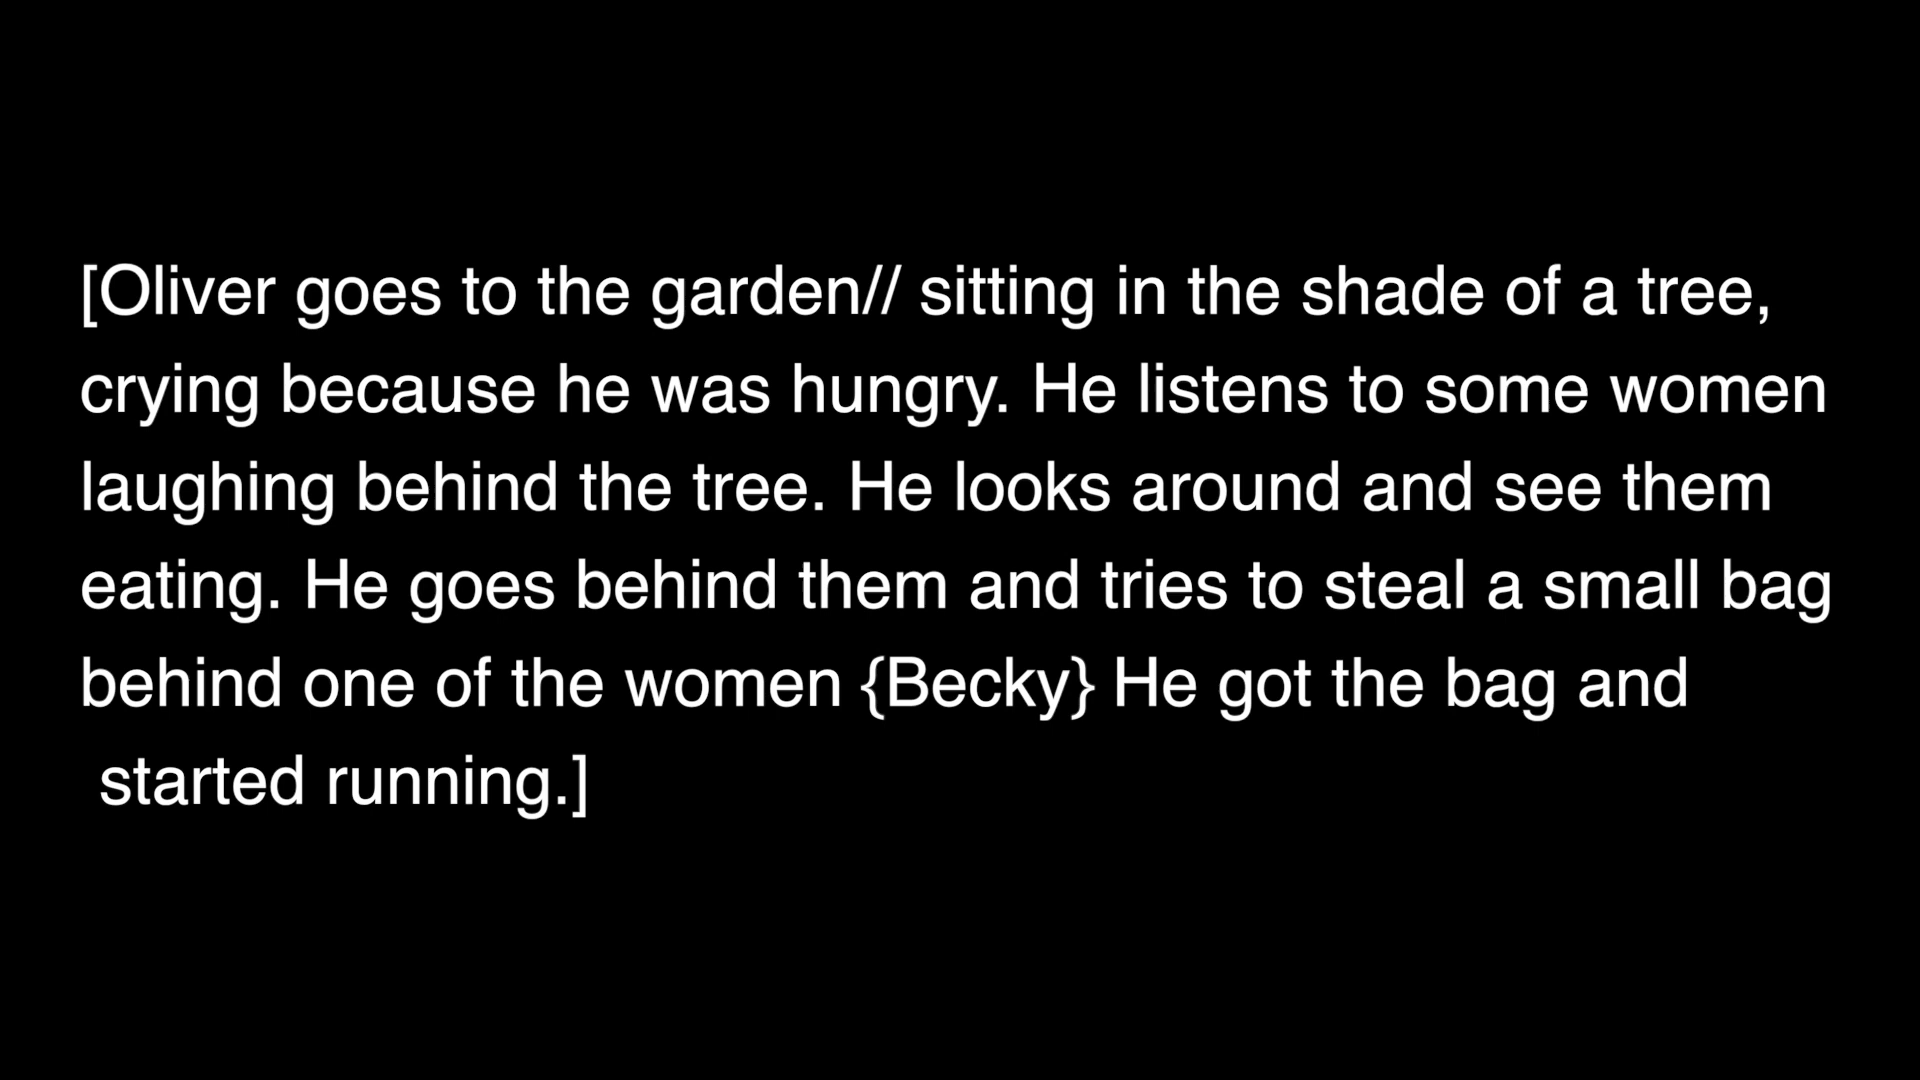 [Oliver goes to the garden// sitting in the shade of a tree,
crying because he was hungry. He listens to some women
laughing behind the tree. He looks around and see them
eating. He goes behind them and tries to steal a small bag
behind one of the women {Becky} He got the bag and
started running.]